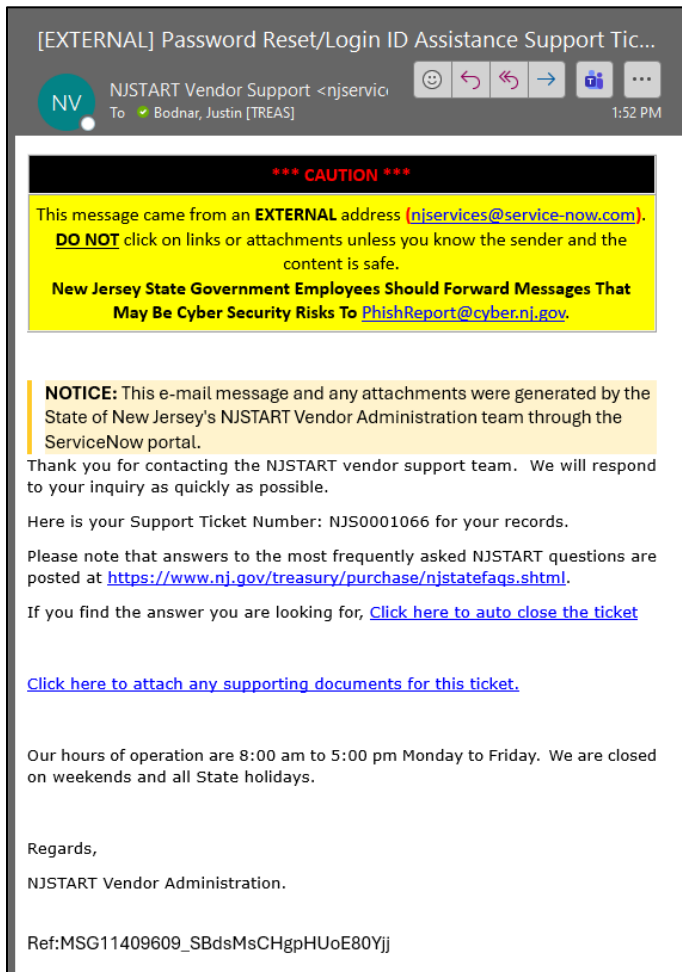 [EXTERNAL] Password Reset/Login ID Assistance Support Tic...
NV
NJSTART Vendor Support <njservic
To Bodnar, Justin [TREAS]
1:52 PM
*** CAUTION ***
This message came from an EXTERNAL address (njservices@service-now.com).
DO NOT click on links or attachments unless you know the sender and the
content is safe.
New Jersey State Government Employees Should Forward Messages That
May Be Cyber Security Risks To PhishReport@cyber.nj.gov.
NOTICE: This e-mail message and any attachments were generated by the
State of New Jersey's NJSTART Vendor Administration team through the
ServiceNow portal.
Thank you for contacting the NJSTART vendor support team. We will respond
to your inquiry as quickly as possible.
Here is your Support Ticket Number: NJS0001066 for your records.
Please note that answers to the most frequently asked NJSTART questions are
posted at https://www.nj.gov/treasury/purchase/njstatefaqs.shtml.
If you find the answer you are looking for, Click here to auto close the ticket
Click here to attach any supporting documents for this ticket.
Our hours of operation are 8:00 am to 5:00 pm Monday to Friday. We are closed
on weekends and all State holidays.
Regards,
NJSTART Vendor Administration.
Ref:MSG11409609_SBdsMsCHgpHUoE80Yjj